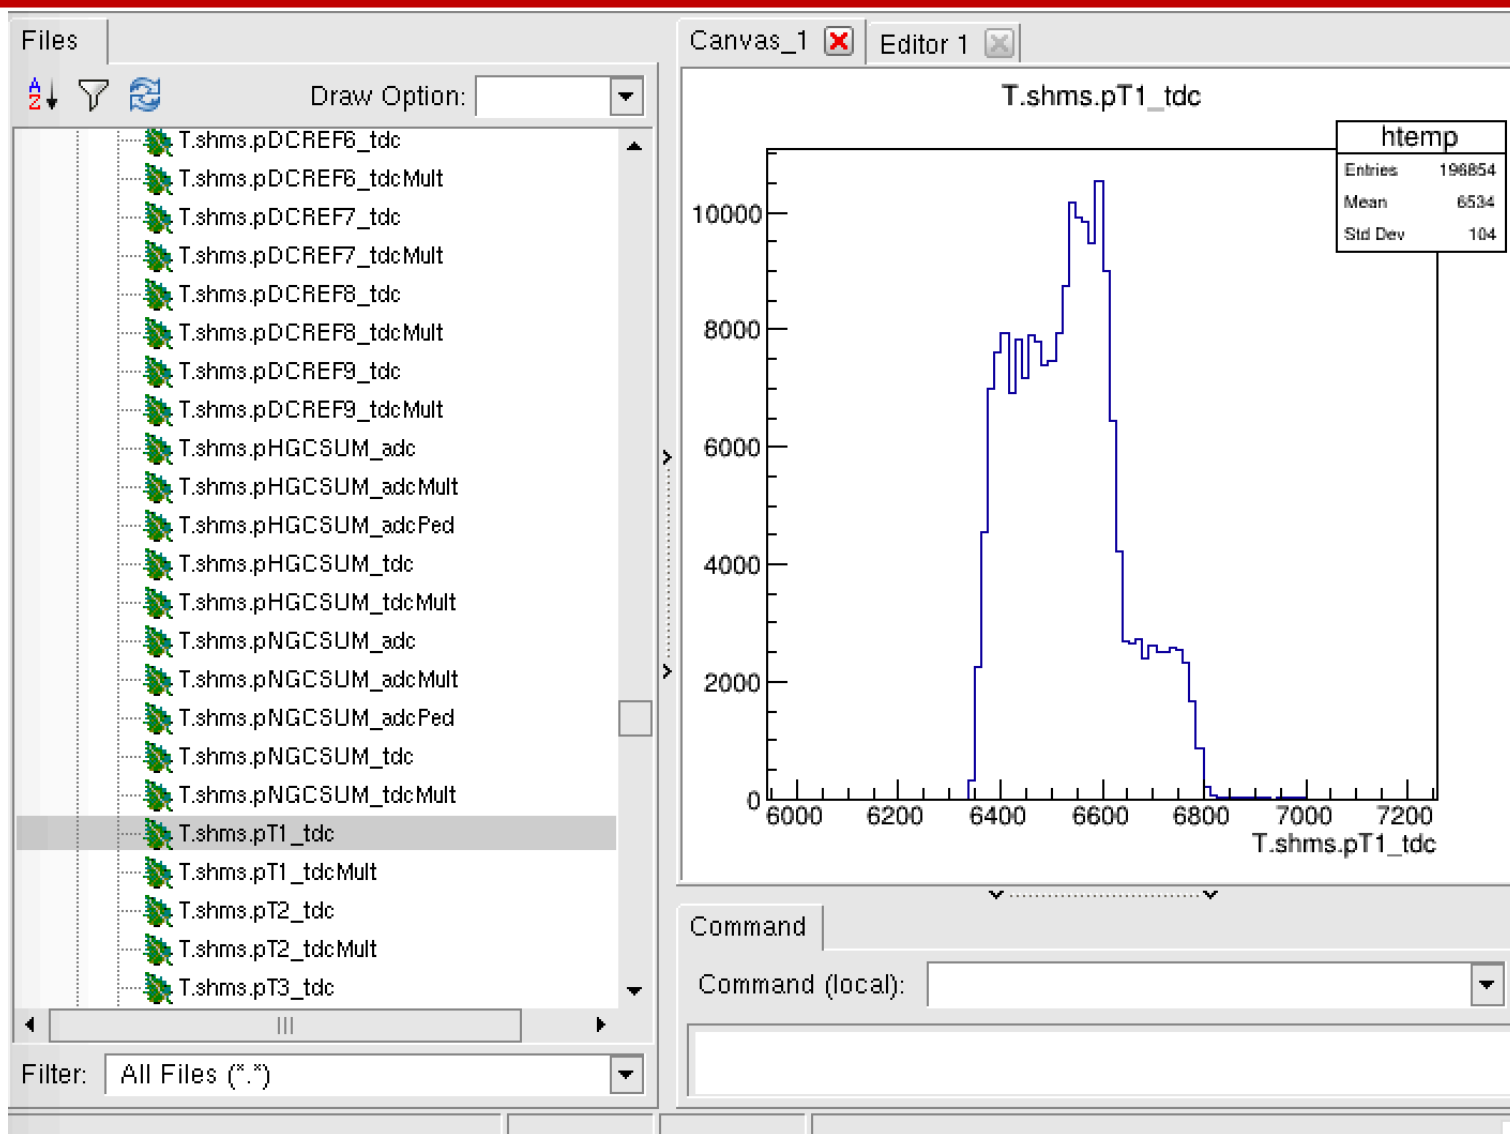 Files
Draw Option:
T.shms.pDCREF6_tdc
T.shms.pDCREF6_tdcMult
T.shms.pDCREF7_tdc
T.shms.pDCREF7_tdcMult
T.shms.pDCREF8_tdc
T.shms.pDCREF8_tdcMult
T.shms.pDCREF9_tdc
T.shms.pDCREF9_tdcMult
T.shms.pHGCSUM_adc
T.shms.pHGCSUM_adcMult
T.shms.pHGCSUM_adcPed
T.shms.pHGCSUM_tdc
T.shms.pHGCSUM_tdcMult
T.shms.pNGCSUM_adc
T.shms.pNGCSUM_adcMult
T.shms.pNGCSUM_adcPed
T.shms.pNGCSUM_tdc
T.shms.pNGCSUM_tdcMult
T.shms.pT1_tdc
T.shms.pT1_tdcMult
T.shms.pT2_tdc
T.shms.pT2_tdcMult
T.shms.pT3_tdc
Filter: All Files (*.*)
Canvas_1 Editor 1
T.shms.pT1_tdc
htemp
Entries 196854
Mean 6534
Std Dev 104
10000
8000
6000
4000
2000
0
6000 6200 6400 6600 6800 7000 7200
T.shms.pT1_tdc
Command
Command (local):